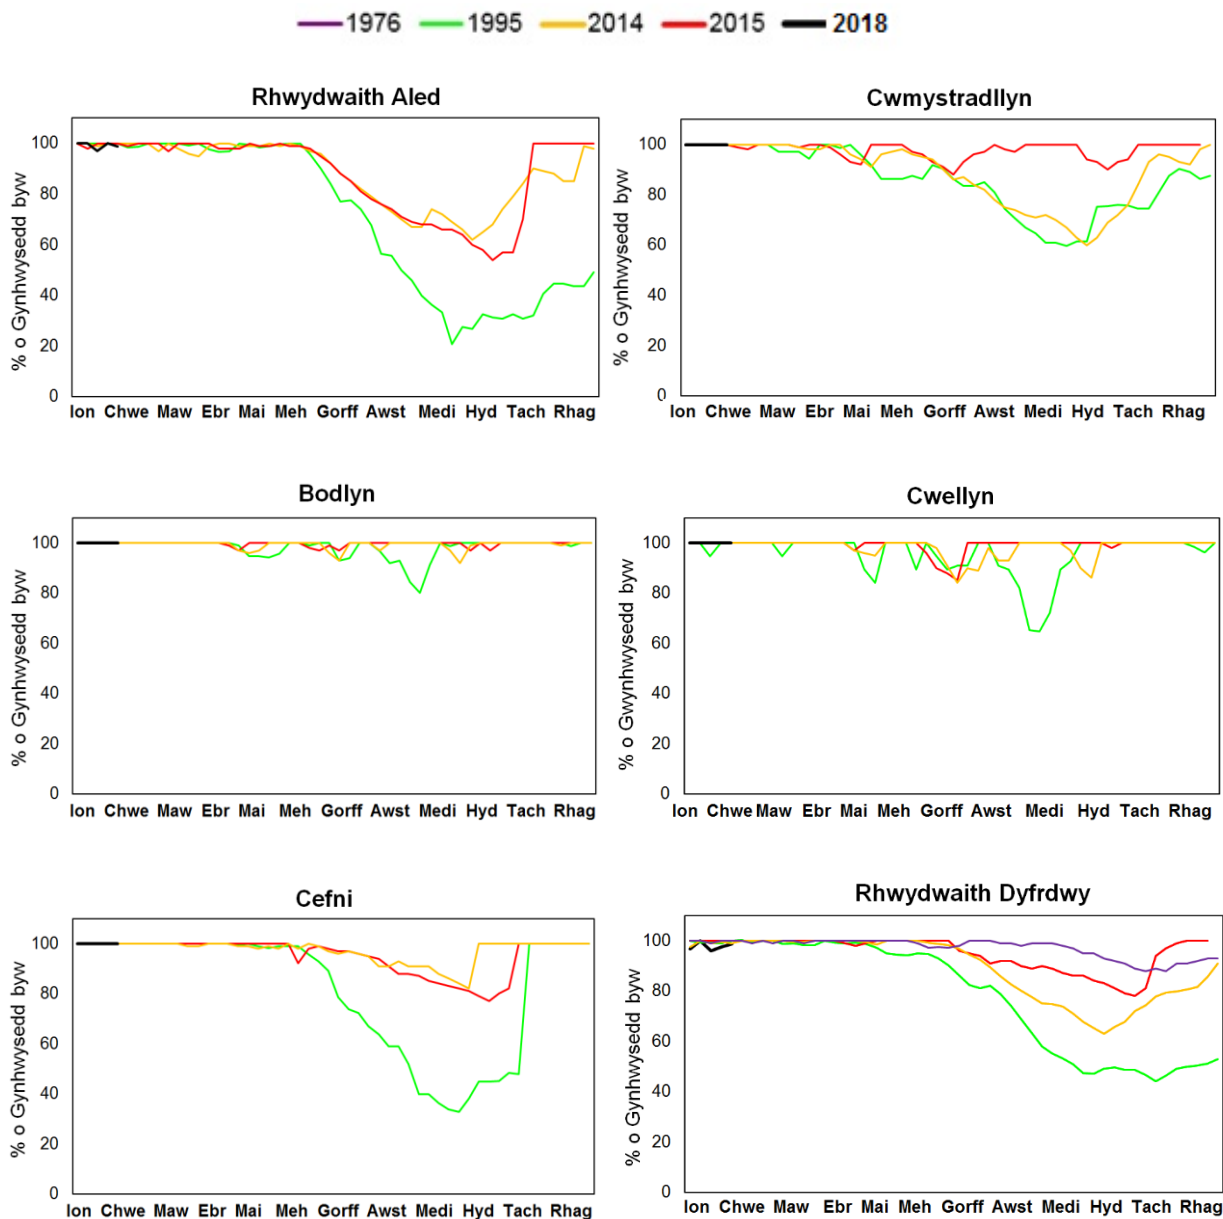 1976 1995 2014 2015 2018
Rhwydwaith Aled
% o Gynhwysedd byw
100
80
60
40
20
0
Ion Chwe Maw Ebr Mai Meh Gorff Awst Medi Hyd Tach Rhag
Cwmystradllyn
% o Gynhwysedd byw
100
80
60
40
20
0
Ion Chwe Maw Ebr Mai Meh Gorff Awst Medi Hyd Tach Rhag
Bodlyn
% o Gynhwysedd byw
100
80
60
40
20
0
Ion Chwe Maw Ebr Mai Meh Gorff Awst Medi Hyd Tach Rhag
Cwellyn
% o Gwynhwysedd byw
100
80
60
40
20
0
Ion Chwe Maw Ebr Mai Meh Gorff Awst Medi Hyd Tach Rhag
Cefni
% o Gynhwysedd byw
100
80
60
40
20
0
Ion Chwe Maw Ebr Mai Meh Gorff Awst Medi Hyd Tach Rhag
Rhwydwaith Dyfrdwy
% o Gynhwysedd byw
100
80
60
40
20
0
Ion Chwe Maw Ebr Mai Meh Gorff Awst Medi Hyd Tach Rhag